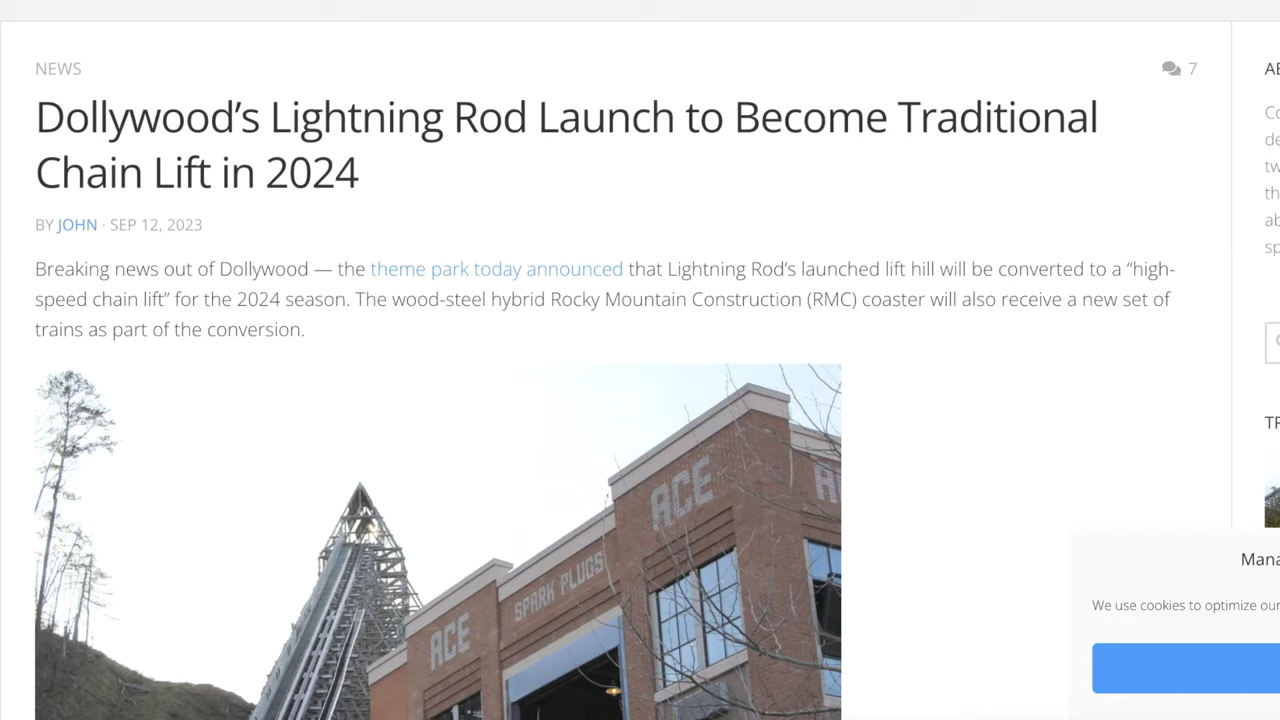 NEWS
7
Dollywood’s Lightning Rod Launch to Become Traditional
Chain Lift in 2024
BY JOHN · SEP 12, 2023
Breaking news out of Dollywood — the theme park today announced that Lightning Rod’s launched lift hill will be converted to a “high-
speed chain lift” for the 2024 season. The wood-steel hybrid Rocky Mountain Construction (RMC) coaster will also receive a new set of
trains as part of the conversion.
ACE
SPARK PLUGS
ACE
We use cookies to optimize our